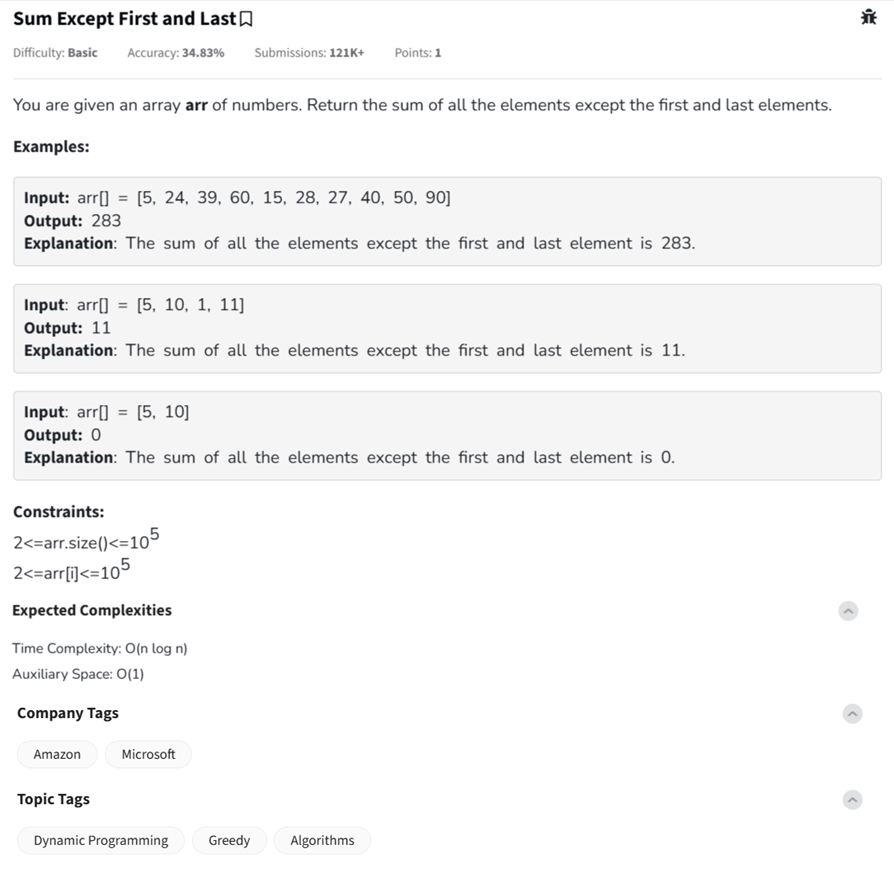 Sum Except First and Last
Difficulty: Basic Accuracy: 34.83% Submissions: 121K+ Points: 1
You are given an array arr of numbers. Return the sum of all the elements except the first and last elements.
Examples:
Input: arr[] = [5, 24, 39, 60, 15, 28, 27, 40, 50, 90]
Output: 283
Explanation: The sum of all the elements except the first and last element is 283.
Input: arr[] = [5, 10, 1, 11]
Output: 11
Explanation: The sum of all the elements except the first and last element is 11.
Input: arr[] = [5, 10]
Output: 0
Explanation: The sum of all the elements except the first and last element is 0.
Constraints:
2<=arr.size()<=10^5
2<=arr[i]<=10^5
Expected Complexities
Time Complexity: O(n log n)
Auxiliary Space: O(1)
Company Tags
Amazon Microsoft
Topic Tags
Dynamic Programming Greedy Algorithms